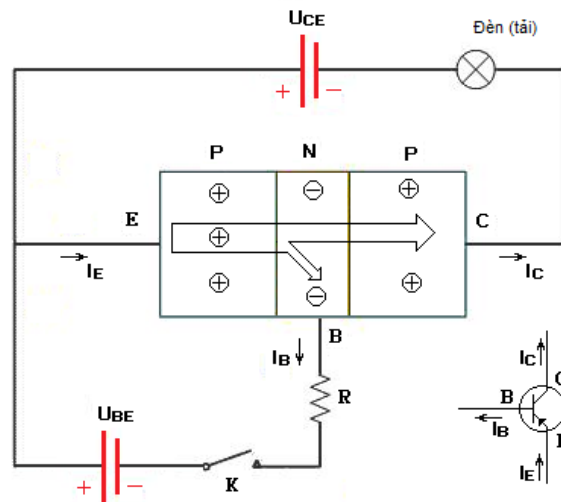 UCE
Đèn (tải)
+ −
P N P
E C
IE IC
B
IB
R
UBE
+ −
K
IC
C
B
IB
E
IE